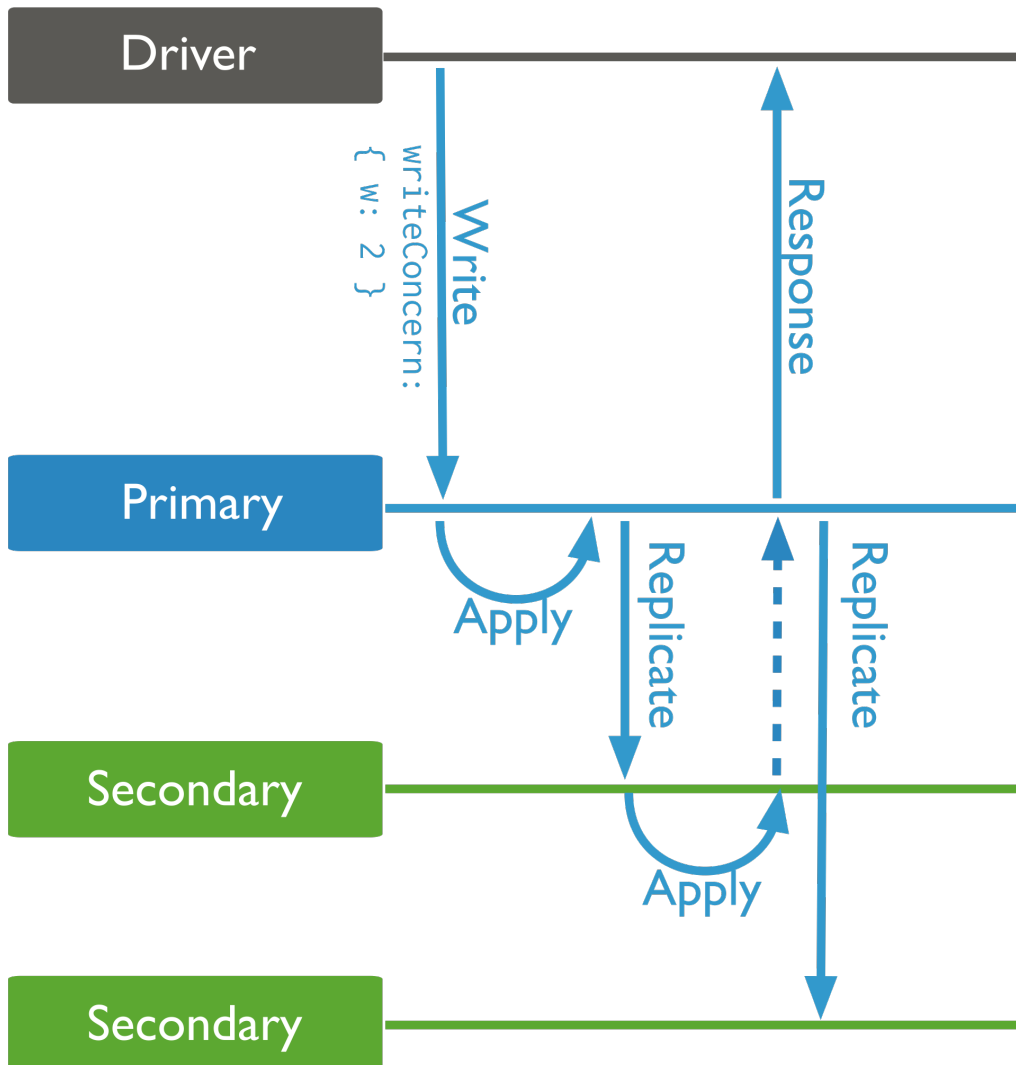 Driver
Write
writeConcern:
{ w: 2 }
Response
Primary
Apply
Replicate
Replicate
Secondary
Apply
Secondary